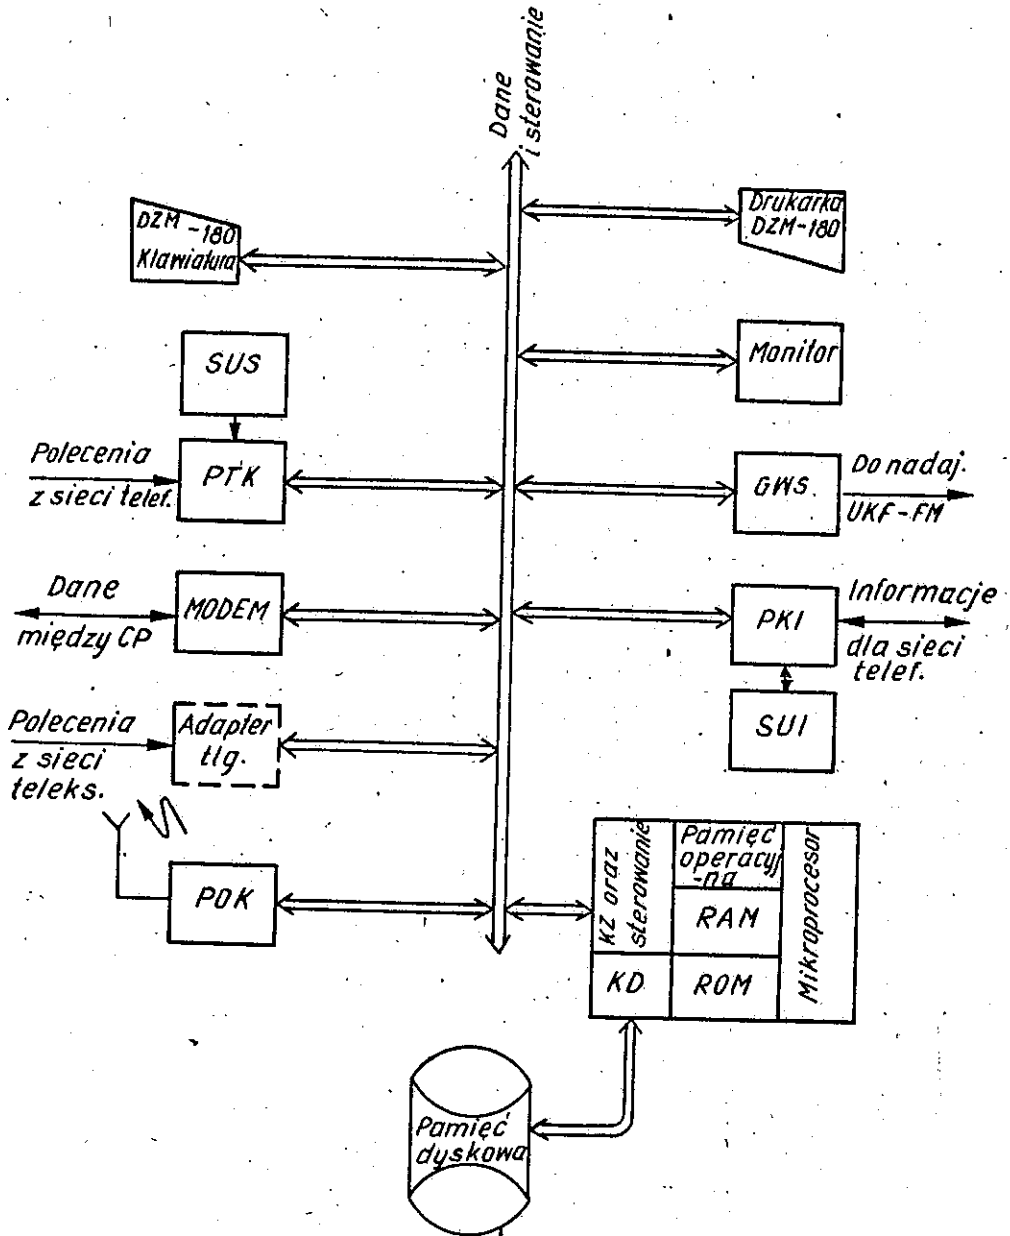 Dane
i sterowanie
DZM-180
Klawiatura
Drukarka
DZM-180
SUS
Monitor
Polecenia
z sieci telef.
PTK
GWS.
Do nadaj.
UKF-FM
Dane
między CP
MODEM
PKI
Informacje
dla sieci
telef.
SUI
Polecenia
z sieci
teleks.
Adapter
tlg.
POK
KZ oraz
sterowanie
KD
Pamięć
operacyj
-na
RAM
ROM
Mikroprocesor
Pamięć
dyskowa